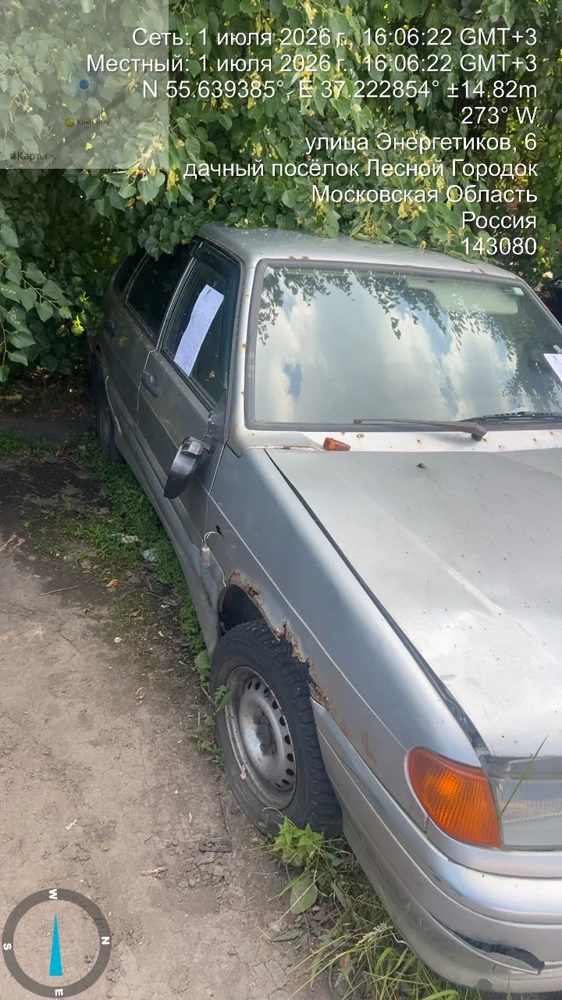 Сеть: 1 июля 2026 г., 16:06:22 GMT+3
Местный: 1 июля 2026 г., 16:06:22 GMT+3
N 55.639385°, E 37.222854° ±14.82m
273° W
улица Энергетиков, 6
дачный посёлок Лесной Городок
Московская Область
Россия
143080
Карты
W
N
S
E